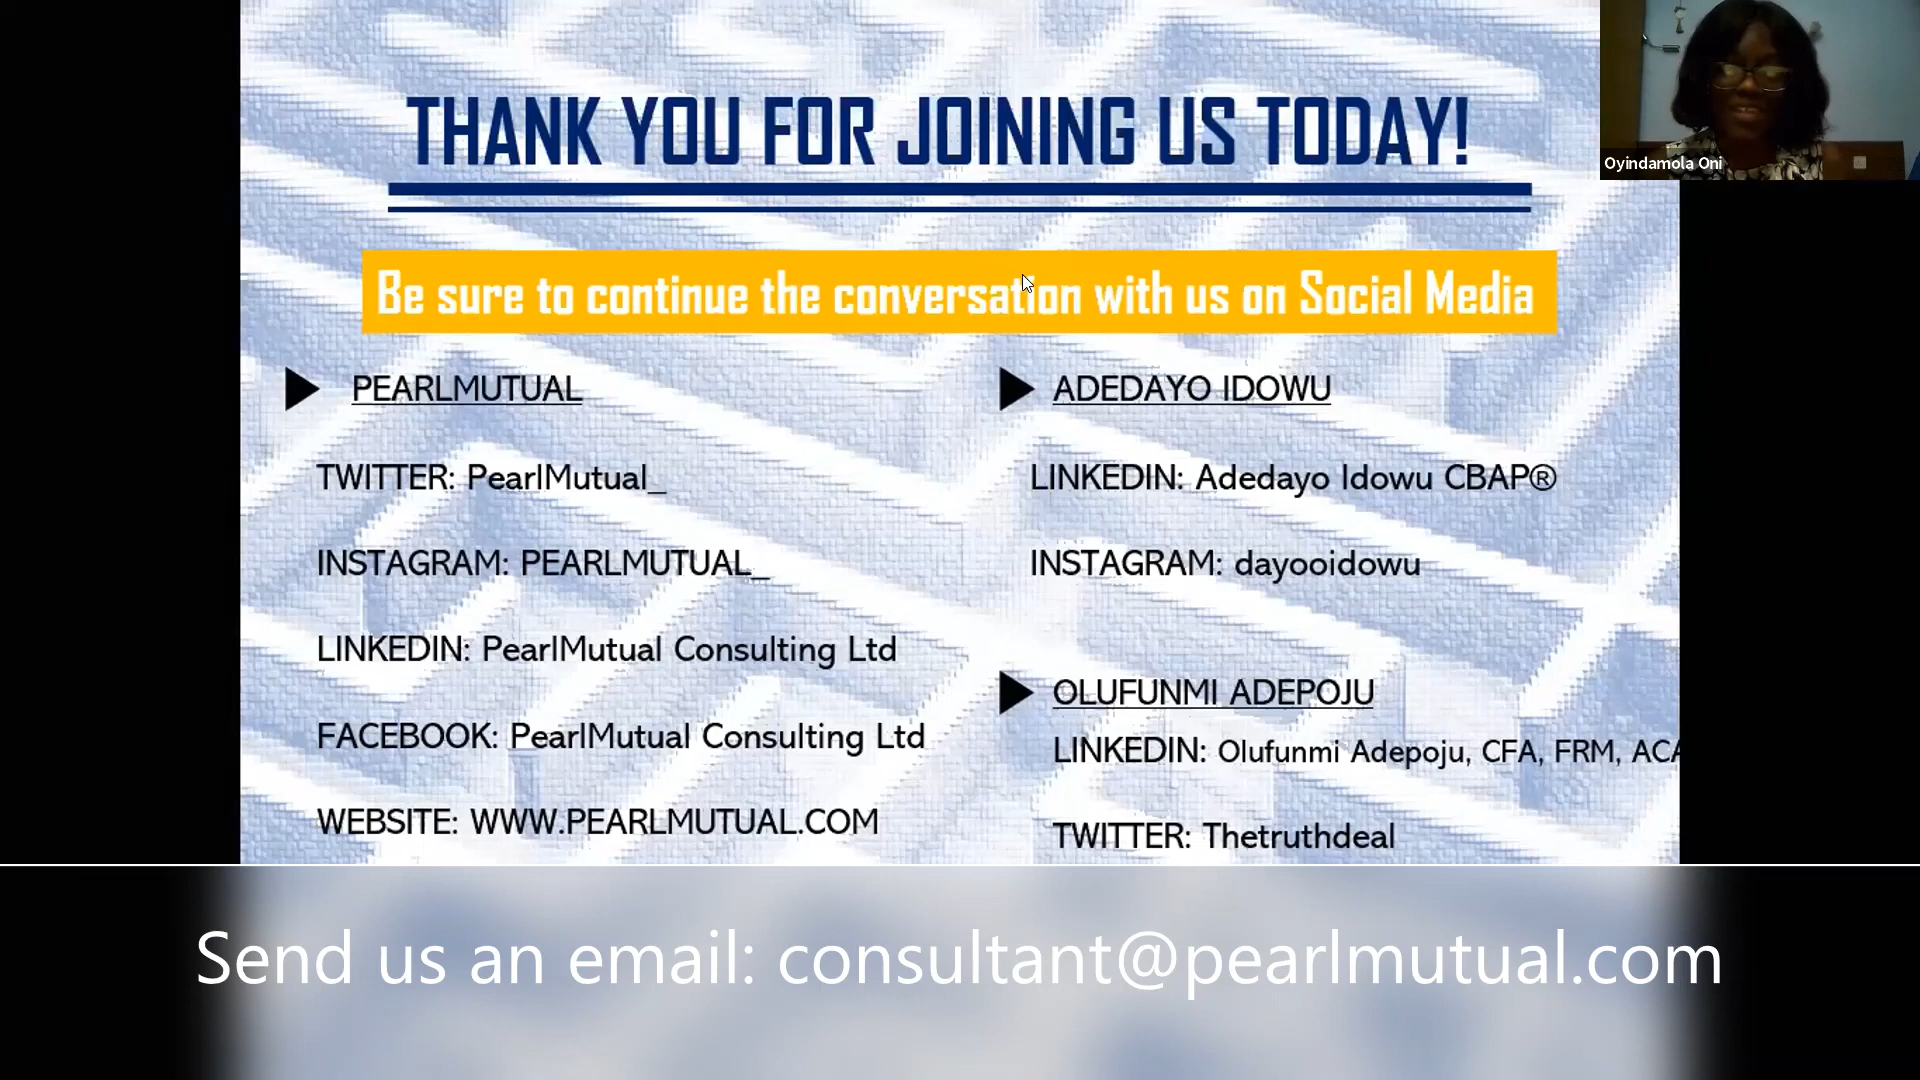 THANK YOU FOR JOINING US TODAY!
Oyindamola Oni
Be sure to continue the conversation with us on Social Media
PEARLMUTUAL
TWITTER: PearlMutual_
INSTAGRAM: PEARLMUTUAL_
LINKEDIN: PearlMutual Consulting Ltd
FACEBOOK: PearlMutual Consulting Ltd
WEBSITE: WWW.PEARLMUTUAL.COM
ADEDAYO IDOWU
LINKEDIN: Adedayo Idowu CBAP®
INSTAGRAM: dayooidowu
OLUFUNMI ADEPOJU
LINKEDIN: Olufunmi Adepoju, CFA, FRM, ACA
TWITTER: Thetruthdeal
Send us an email: consultant@pearlmutual.com